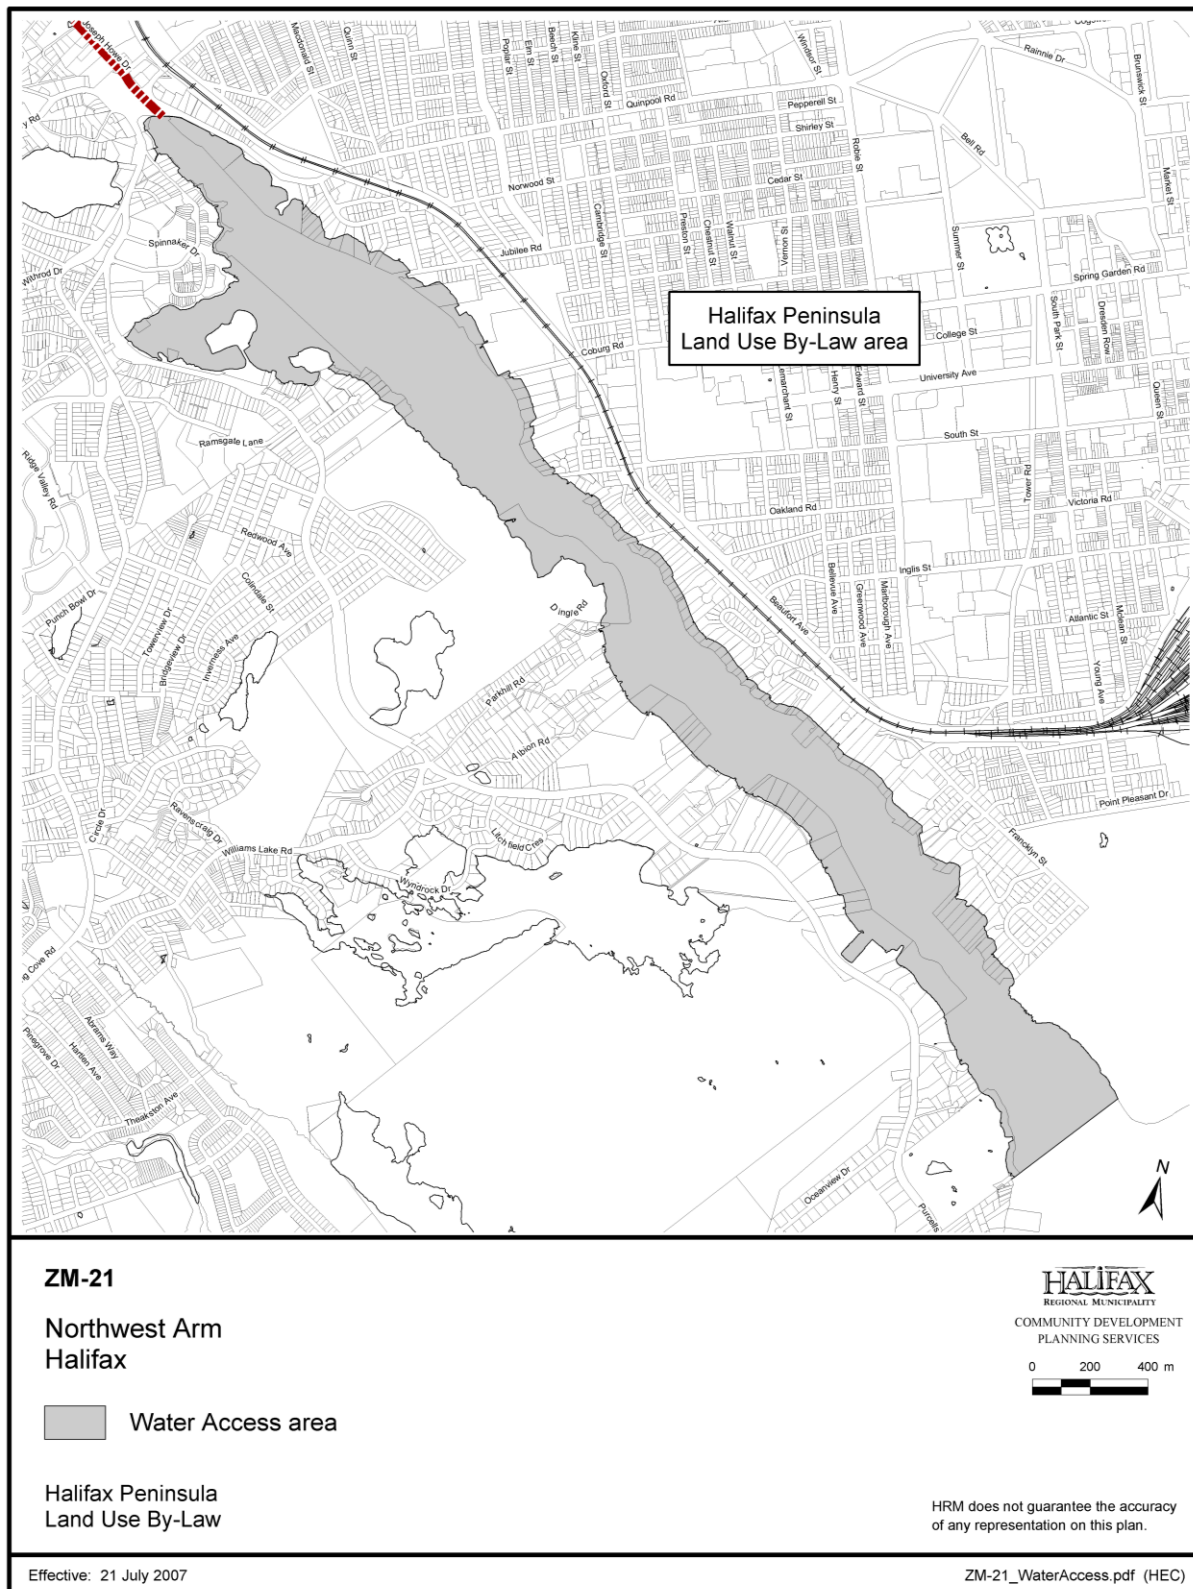 Joseph Howe Dr
Macdonald St
Quinn St
Poplar St
Elm St
Beech St
Kline St
Oxford St
Windsor St
Rainnie Dr
Brunswick St
Quinpool Rd
Pepperell St
Shirley St
Bell Rd
Robie St
Market St
Norwood St
Cedar St
Cambridge St
Preston St
Chestnut St
Walnut St
Vernon St
Summer St
Jubilee Rd
Spinnaker Dr
Withrod Dr
Spring Garden Rd
South Park St
Dresden Row
Halifax Peninsula
Land Use By-Law area
College St
Coburg Rd
Henry St
Edward St
University Ave
Queen St
South St
Ramsgate Lane
Ridge Valley Rd
Tower Rd
Victoria Rd
Oakland Rd
Redwood Ave
Colindale St
Inglis St
Bellevue Ave
Greenwood Ave
Marlborough Ave
Punch Bowl Dr
Towerview Dr
Bridgeview Dr
Inverness Ave
Dingle Rd
Beaufort Ave
Atlantic St
Mclean St
Young Ave
Parkhill Rd
Albion Rd
Point Pleasant Dr
Circle Dr
Ravenscraig Dr
Williams Lake Rd
Litchfield Cres
Wyndrock Dr
Francklyn St
Pinegrove Dr
Abrams Way
Harlen Ave
Theakston Ave
Oceanview Dr
Purcells
N
ZM-21
Northwest Arm
Halifax
Water Access area
Halifax Peninsula
Land Use By-Law
HALIFAX
REGIONAL MUNICIPALITY
COMMUNITY DEVELOPMENT
PLANNING SERVICES
0 200 400 m
HRM does not guarantee the accuracy
of any representation on this plan.
Effective: 21 July 2007
ZM-21_WaterAccess.pdf (HEC)